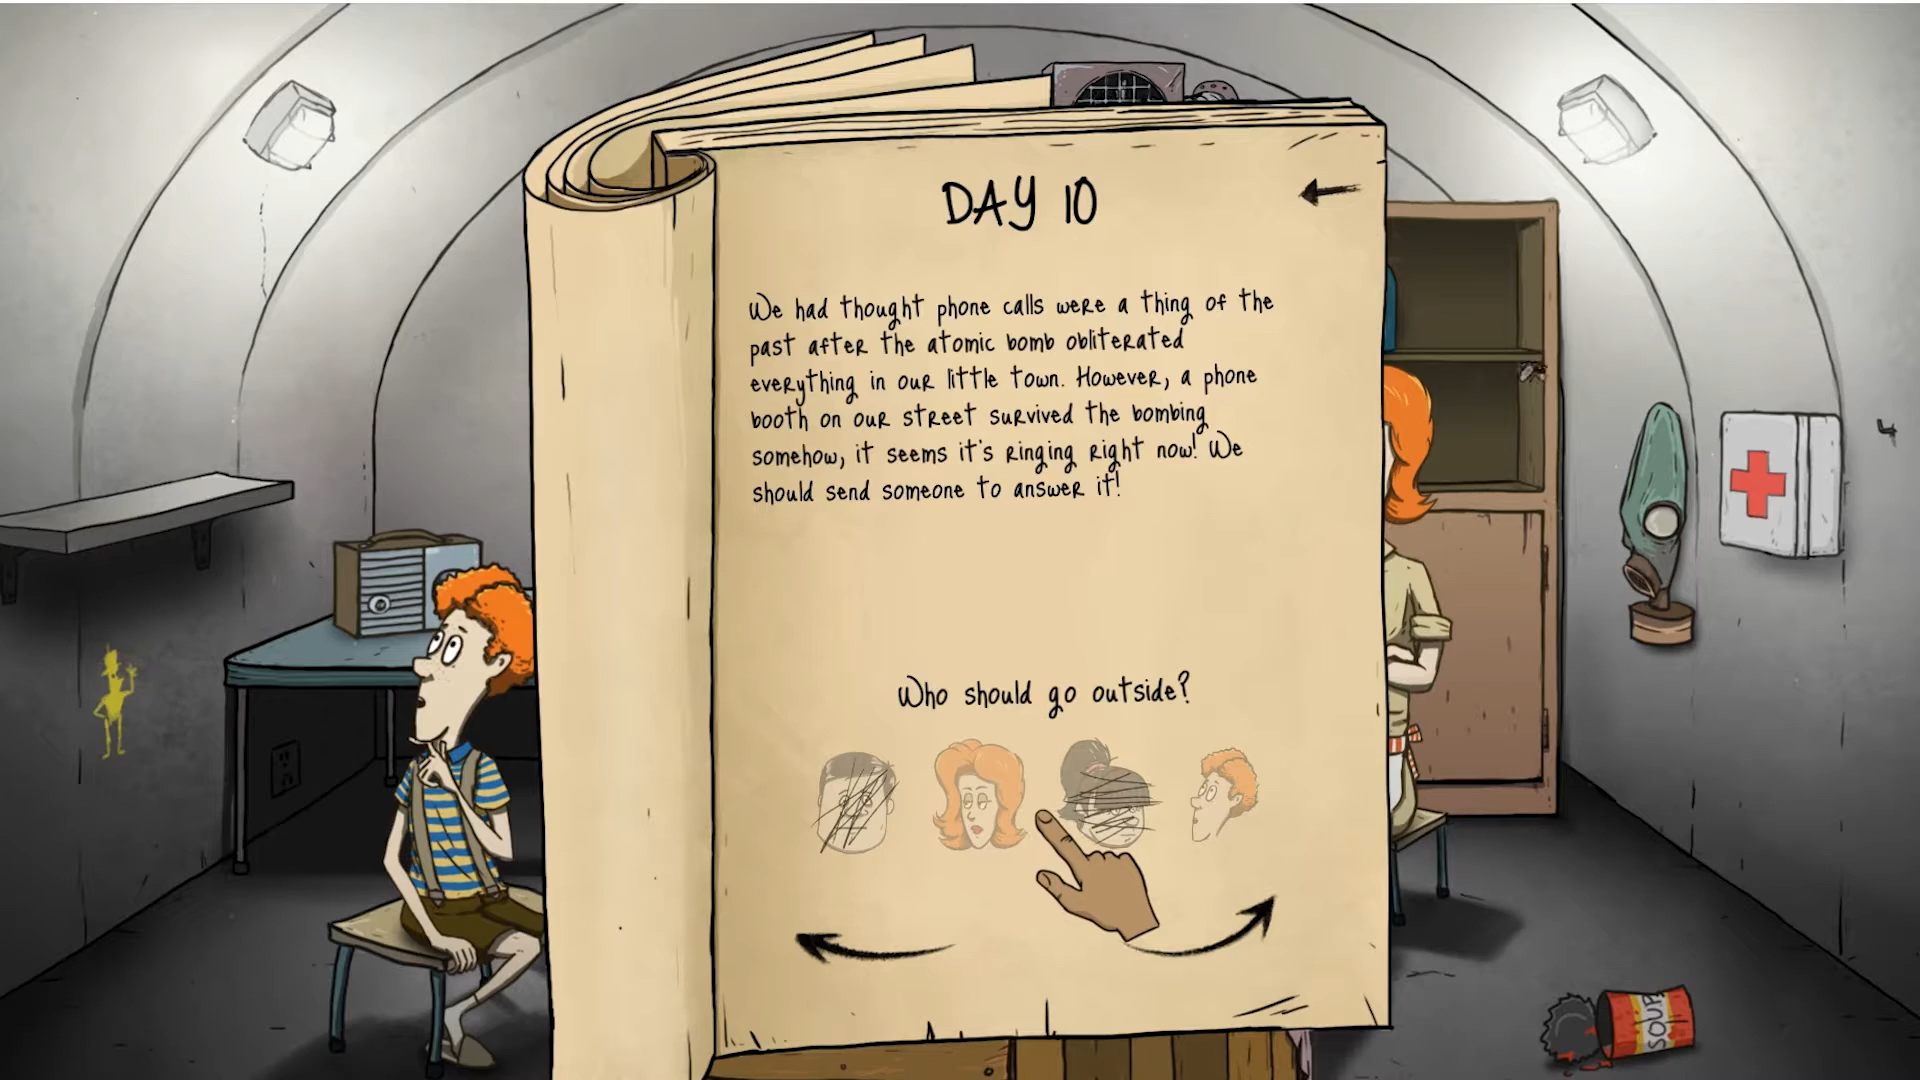 DAY 10
We had thought phone calls were a thing of the
past after the atomic bomb obliterated
everything in our little town. However, a phone
booth on our street survived the bombing
somehow, it seems it's ringing right now! We
should send someone to answer it!
Who should go outside?
SOUP